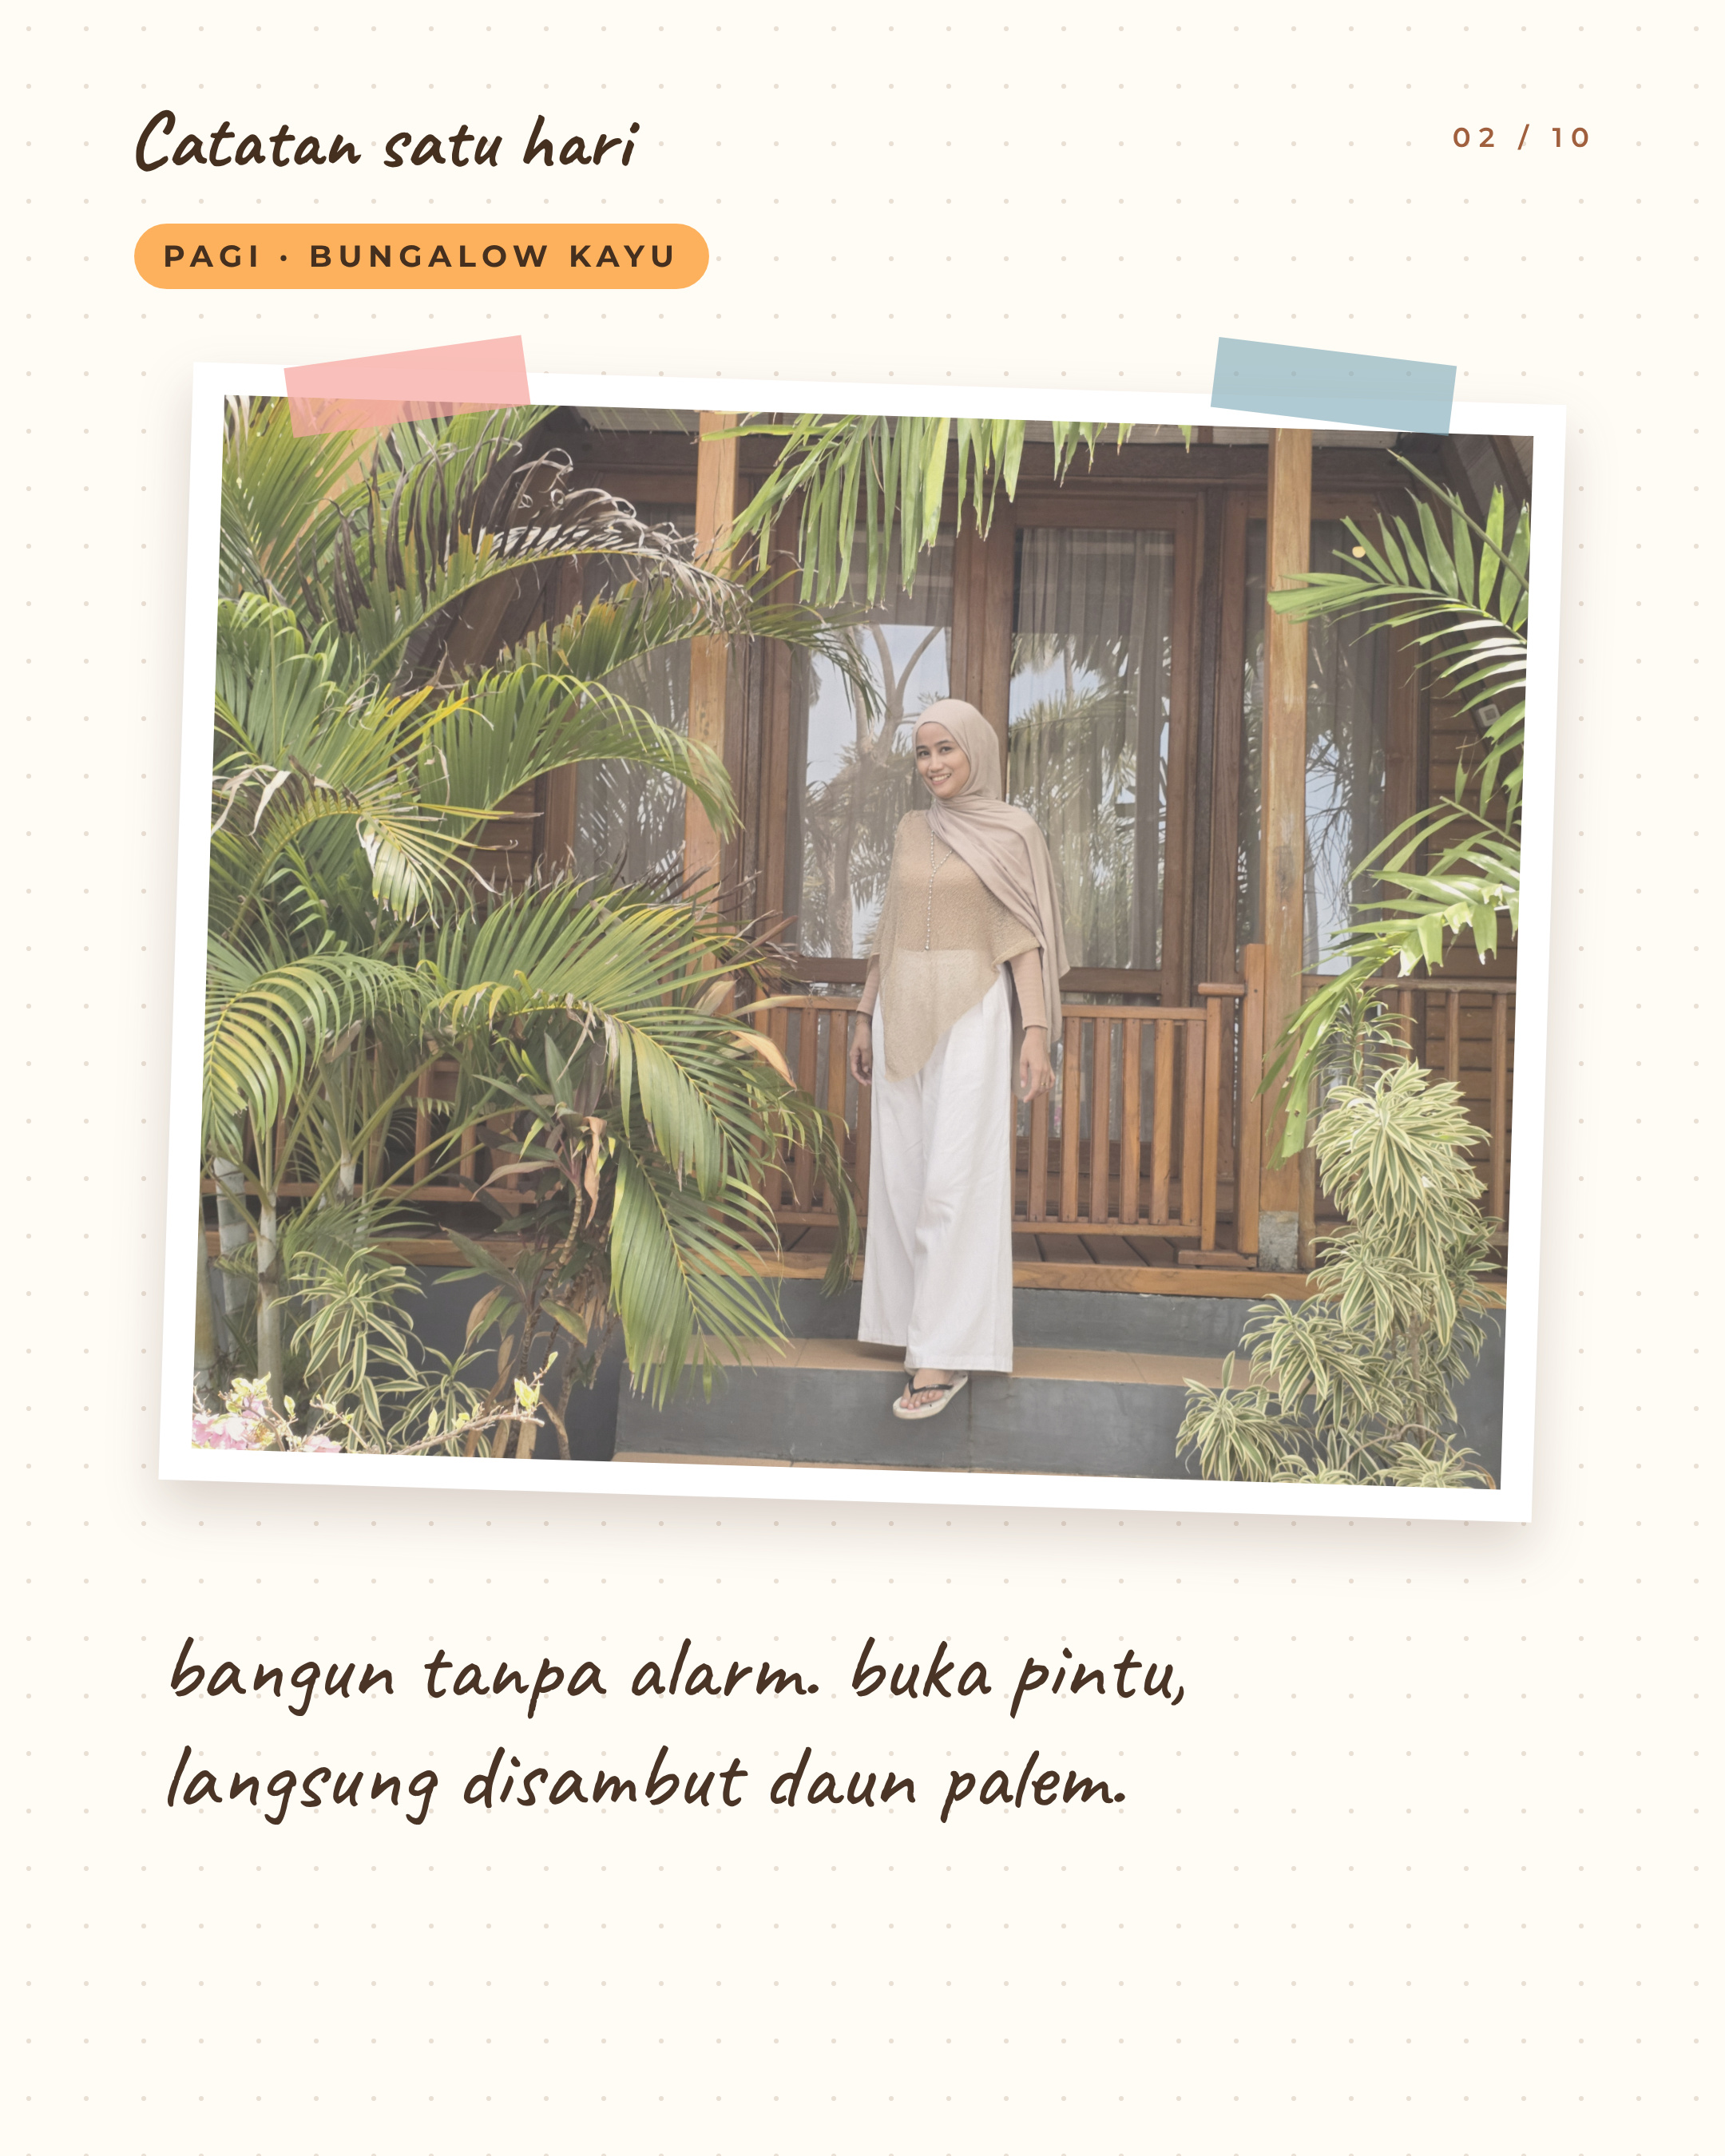 Catatan satu hari
02 / 10
PAGI · BUNGALOW KAYU
bangun tanpa alarm. buka pintu,
langsung disambut daun palem.